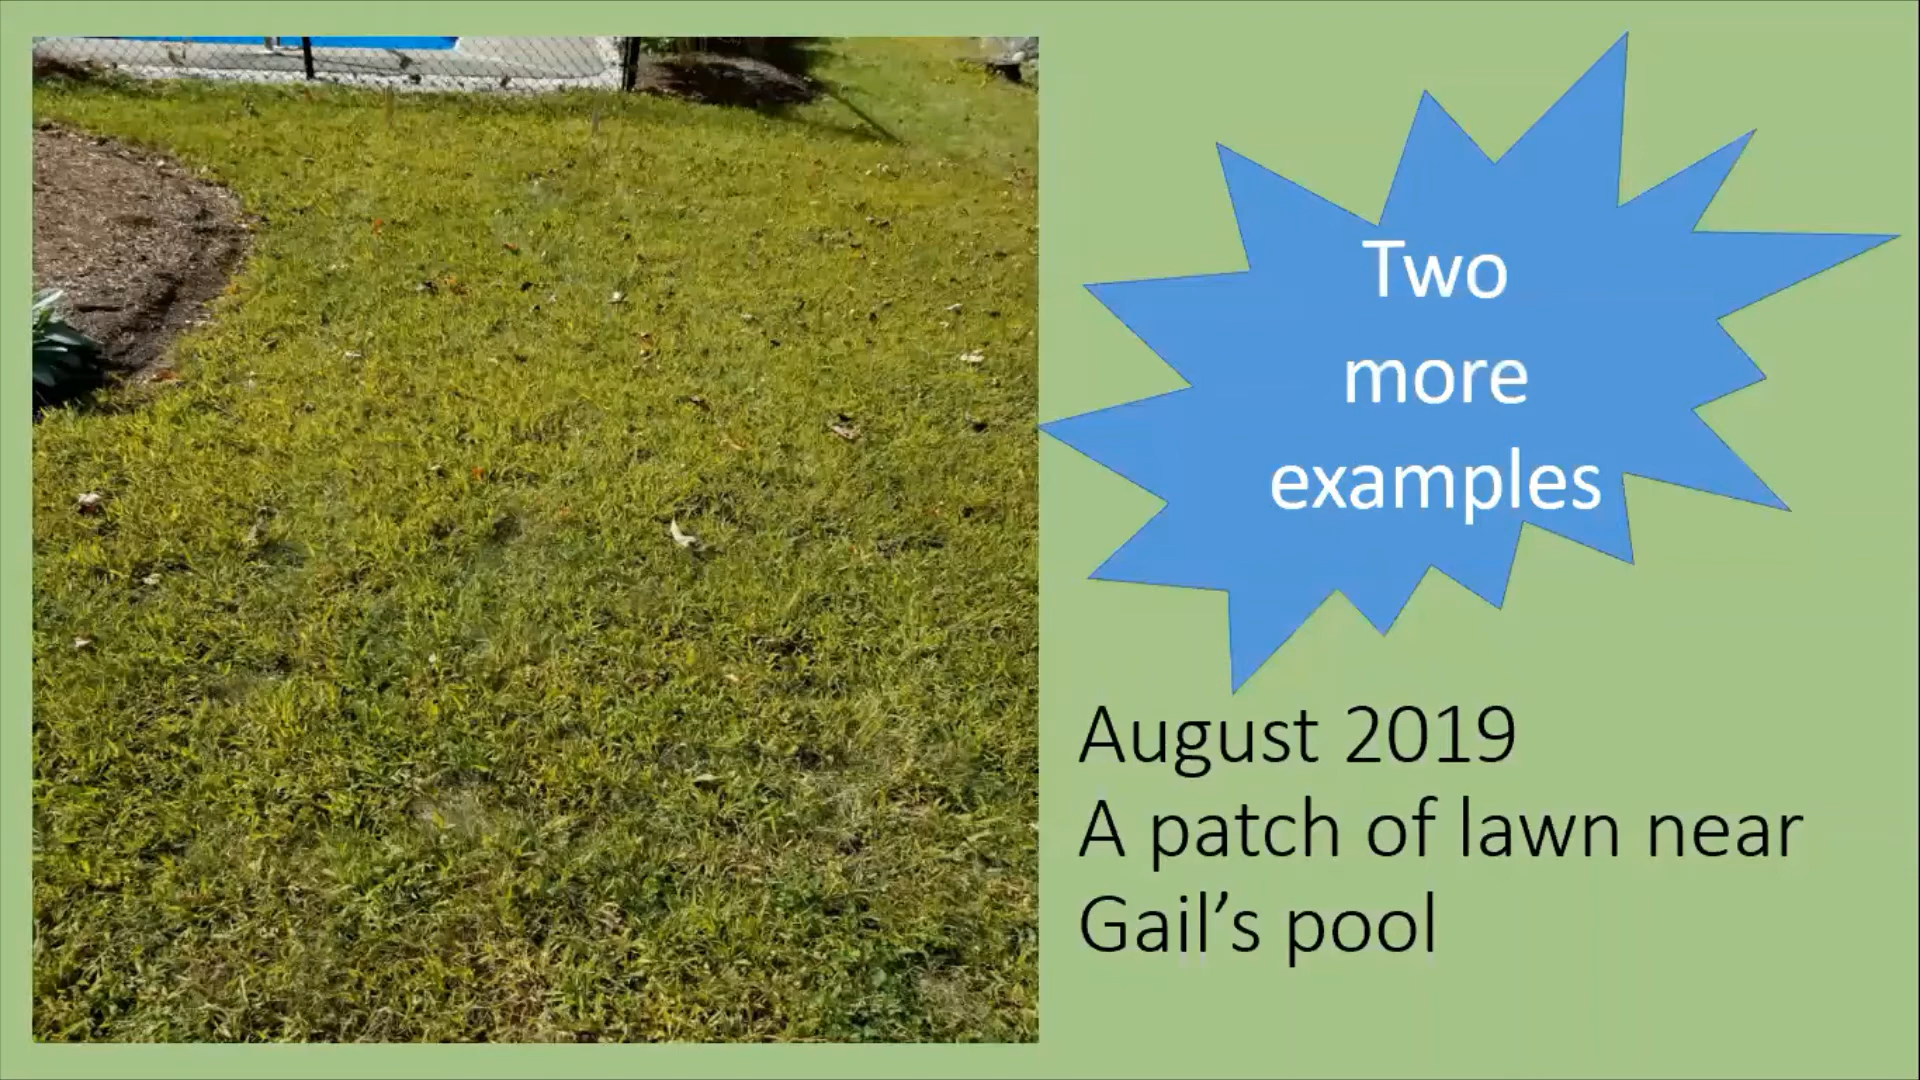 Two
more
examples
August 2019
A patch of lawn near
Gail’s pool